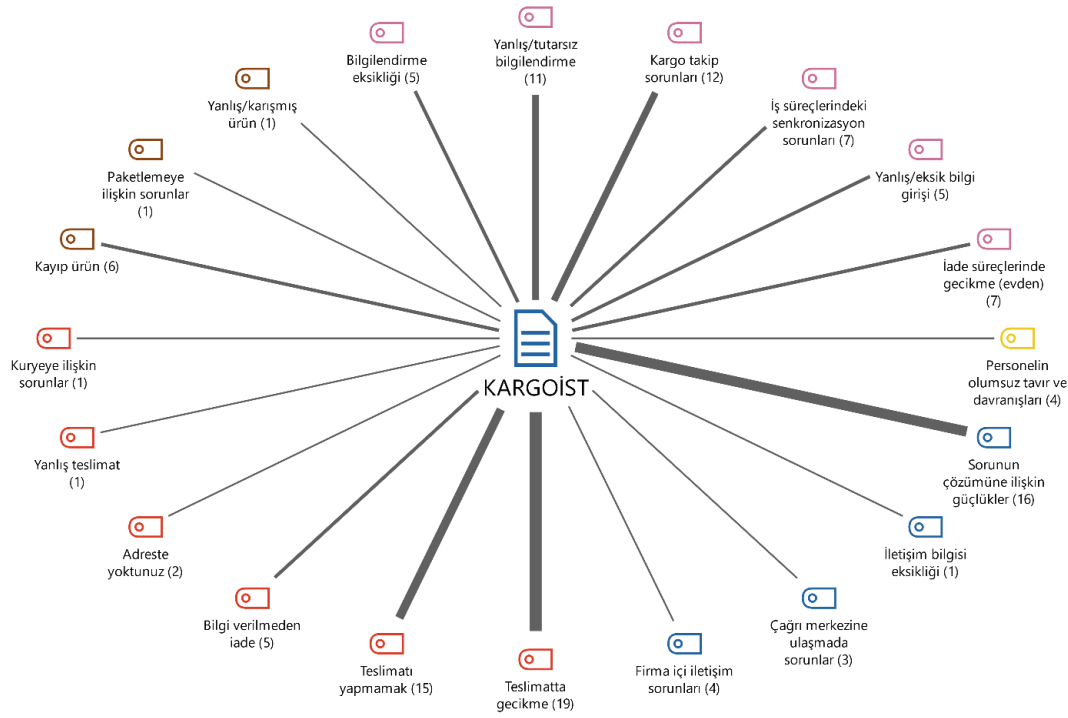 Yanlış/tutarsız
bilgilendirme
(11)
Kargo takip
sorunları (12)
İş süreçlerindeki
senkronizasyon
sorunları (7)
Yanlış/eksik bilgi
girişi (5)
İade süreçlerinde
gecikme (evden)
(7)
Personelin
olumsuz tavır ve
davranışları (4)
Sorunun
çözümüne ilişkin
güçlükler (16)
İletişim bilgisi
eksikliği (1)
Çağrı merkezine
ulaşmada
sorunlar (3)
Firma içi iletişim
sorunları (4)
Teslimatta
gecikme (19)
Teslimatı
yapmamak (15)
Bilgi verilmeden
iade (5)
Adreste
yoktunuz (2)
Yanlış teslimat
(1)
Kuryeye ilişkin
sorunlar (1)
Kayıp ürün (6)
Paketlemeye
ilişkin sorunlar
(1)
Yanlış/karışmış
ürün (1)
Bilgilendirme
eksikliği (5)
KARGOİST